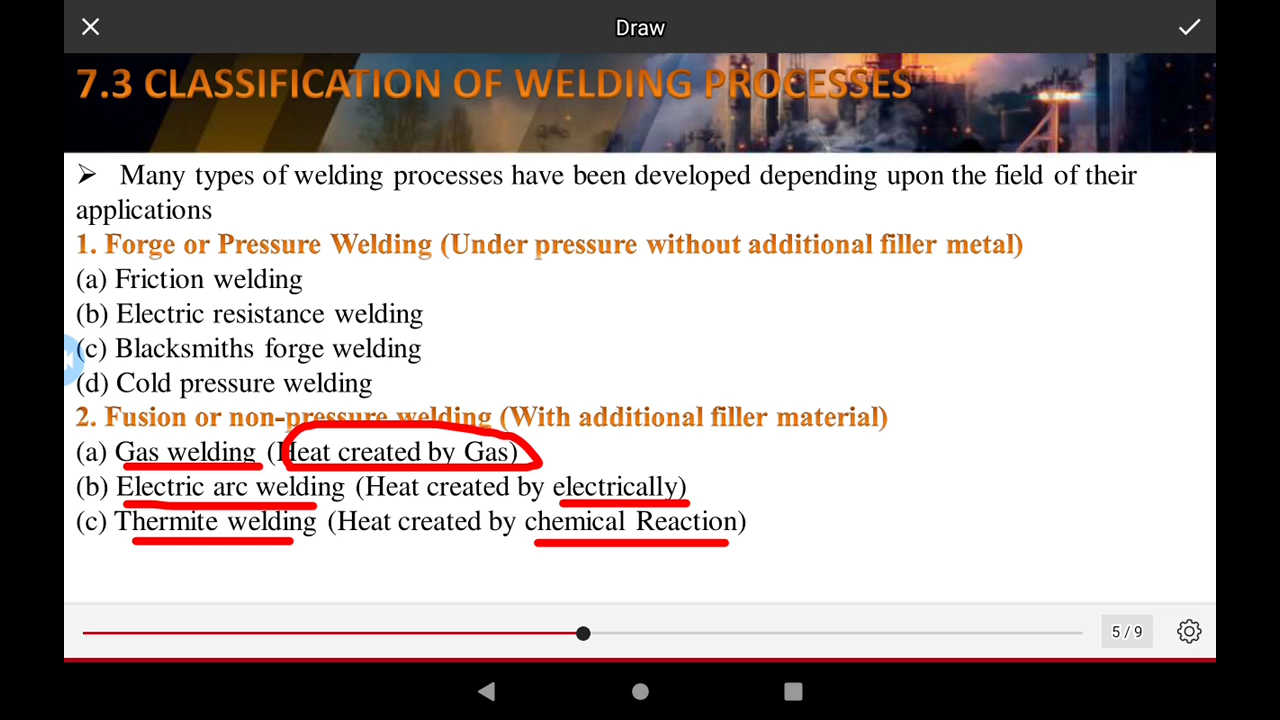 Draw
7.3 CLASSIFICATION OF WELDING PROCESSES
➢ Many types of welding processes have been developed depending upon the field of their
applications
1. Forge or Pressure Welding (Under pressure without additional filler metal)
(a) Friction welding
(b) Electric resistance welding
(c) Blacksmiths forge welding
(d) Cold pressure welding
2. Fusion or non-pressure welding (With additional filler material)
(a) Gas welding (Heat created by Gas)
(b) Electric arc welding (Heat created by electrically)
(c) Thermite welding (Heat created by chemical Reaction)
5 / 9